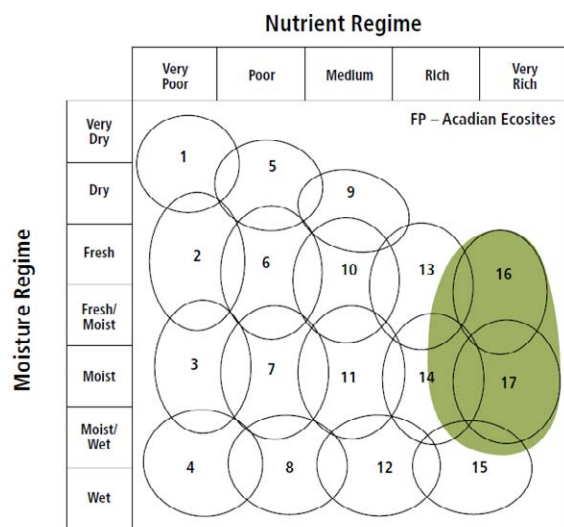 Nutrient Regime
Very
Poor
Poor
Medium
Rich
Very
Rich
Moisture Regime
Very
Dry
Dry
Fresh
Fresh/
Moist
Moist
Moist/
Wet
Wet
FP – Acadian Ecosites
1
5
9
2
6
10
13
16
3
7
11
14
17
4
8
12
15